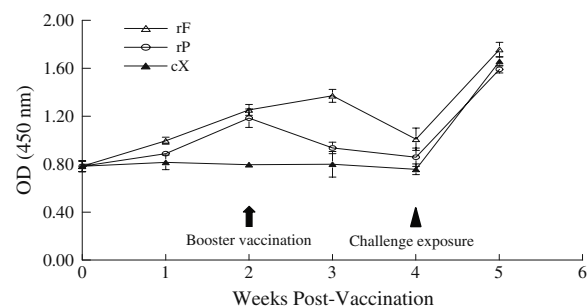 rF
rP
cX
2.00
1.60
1.20
0.80
0.40
0.00
OD (450 nm)
Booster vaccination
Challenge exposure
0 1 2 3 4 5 6
Weeks Post-Vaccination